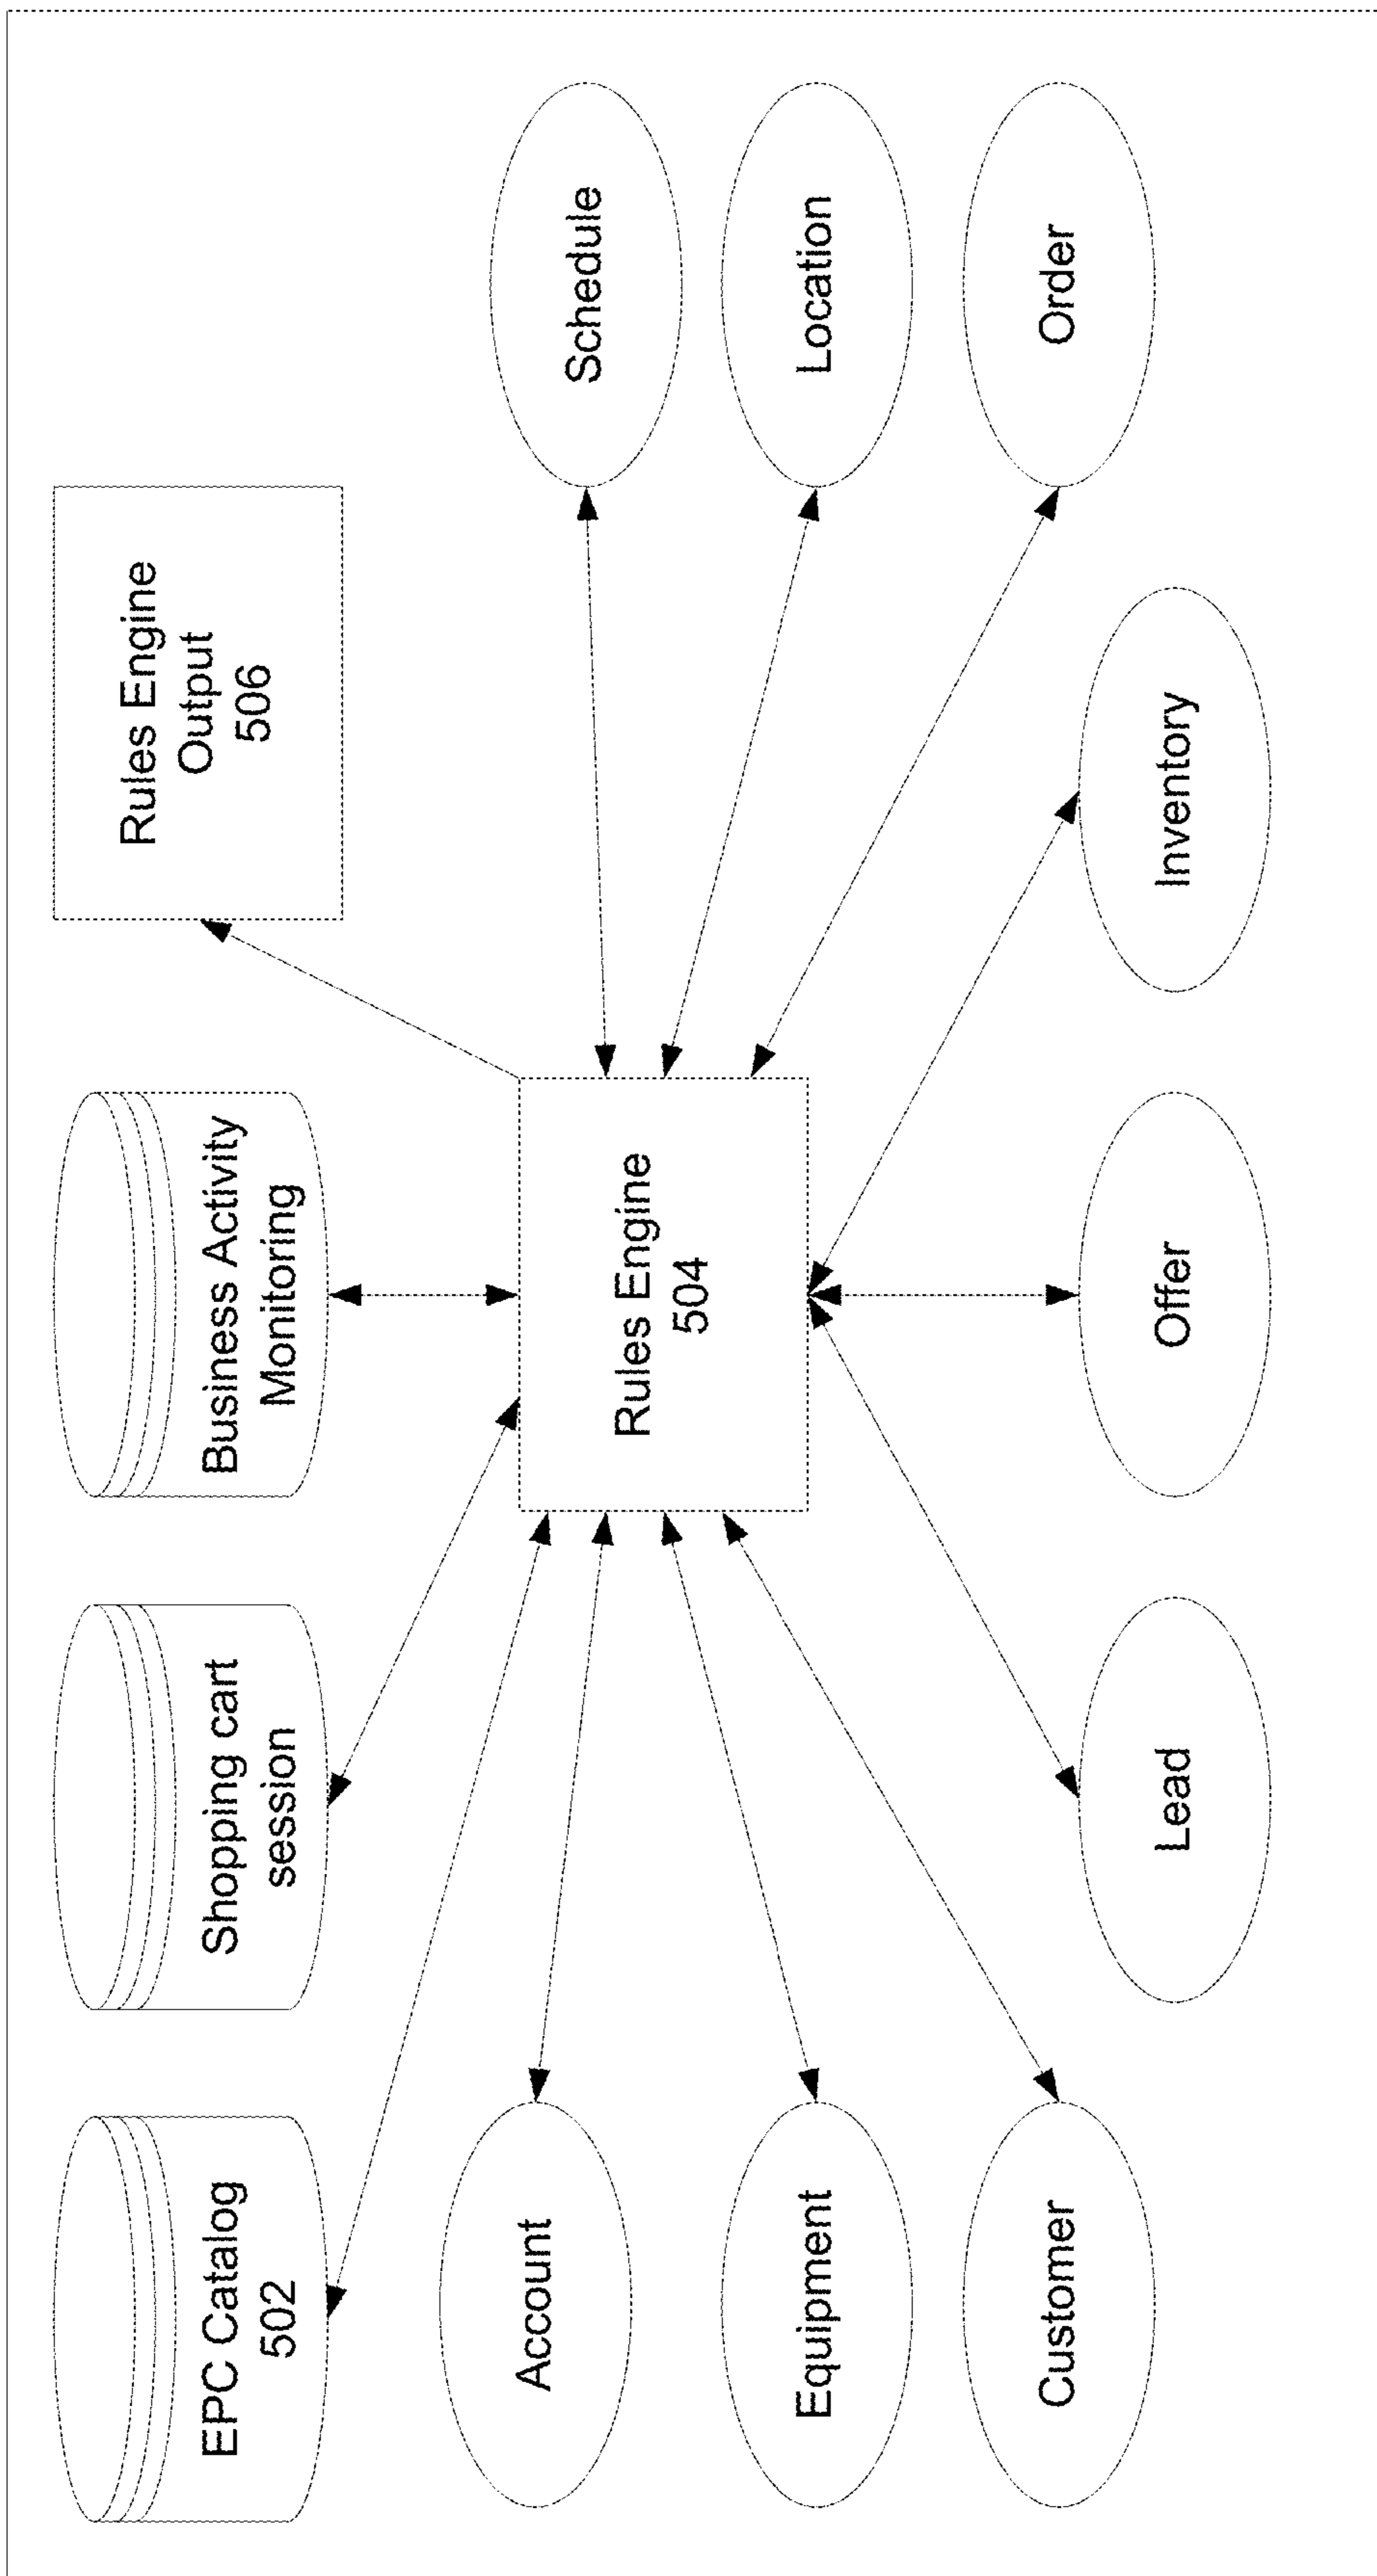 EPC Catalog
502
Shopping cart
session
Business Activity
Monitoring
Rules Engine
Output
506
Account
Rules Engine
504
Schedule
Equipment
Location
Customer
Order
Lead
Offer
Inventory